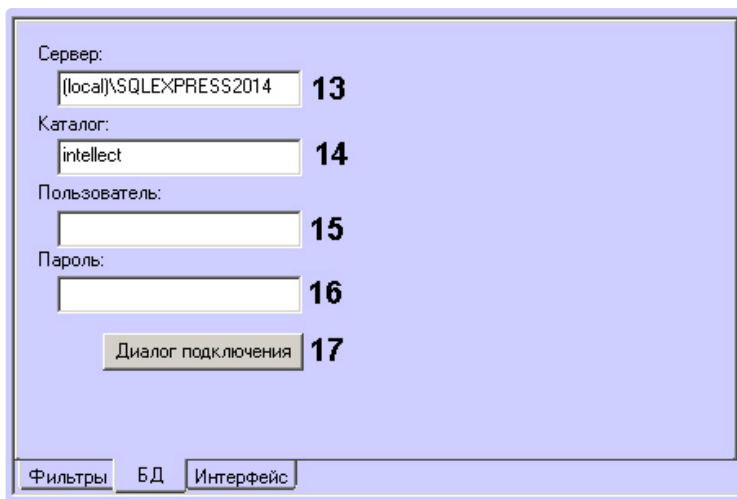 Сервер:
(local)\SQLEXPRESS2014 13
Каталог:
intellect 14
Пользователь:
15
Пароль:
16
Диалог подключения 17
Фильтры БД Интерфейс